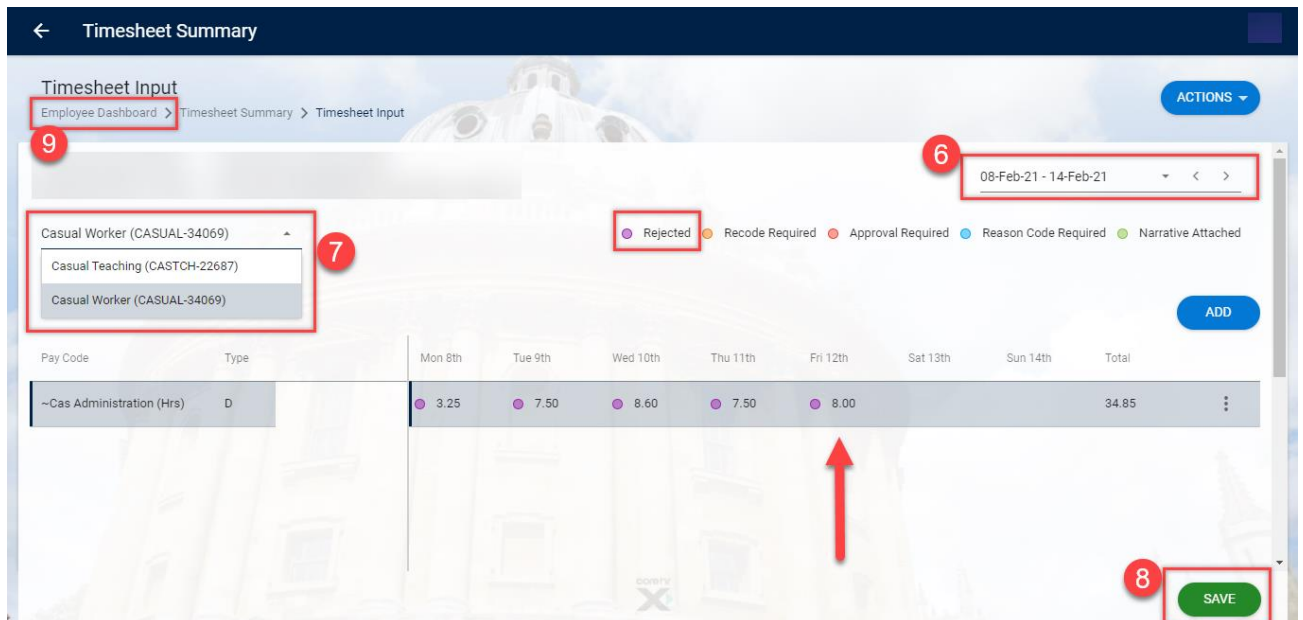 Timesheet Summary
Timesheet Input
ACTIONS
Employee Dashboard > Timesheet Summary > Timesheet Input
9
6
08-Feb-21 - 14-Feb-21 < >
Casual Worker (CASUAL-34069)
7
Rejected Recode Required Approval Required Reason Code Required Narrative Attached
Casual Teaching (CASTCH-22687)
Casual Worker (CASUAL-34069)
ADD
Pay Code Type Mon 8th Tue 9th Wed 10th Thu 11th Fri 12th Sat 13th Sun 14th Total
~Cas Administration (Hrs) D 3.25 7.50 8.60 7.50 8.00 34.85
8
SAVE